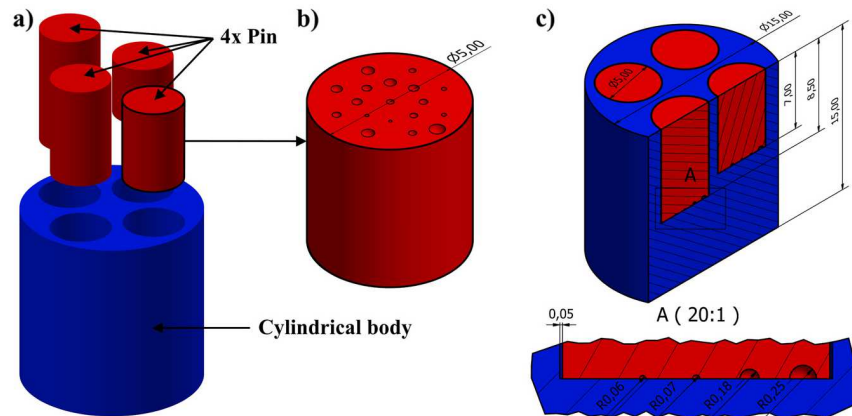 a)
4x Pin
Cylindrical body
b)
Ø5,00
c)
Ø15,00
Ø5,00
7,00
8,50
15,00
A
A ( 20:1 )
0,05
R0,06
R0,07
R0,18
R0,25